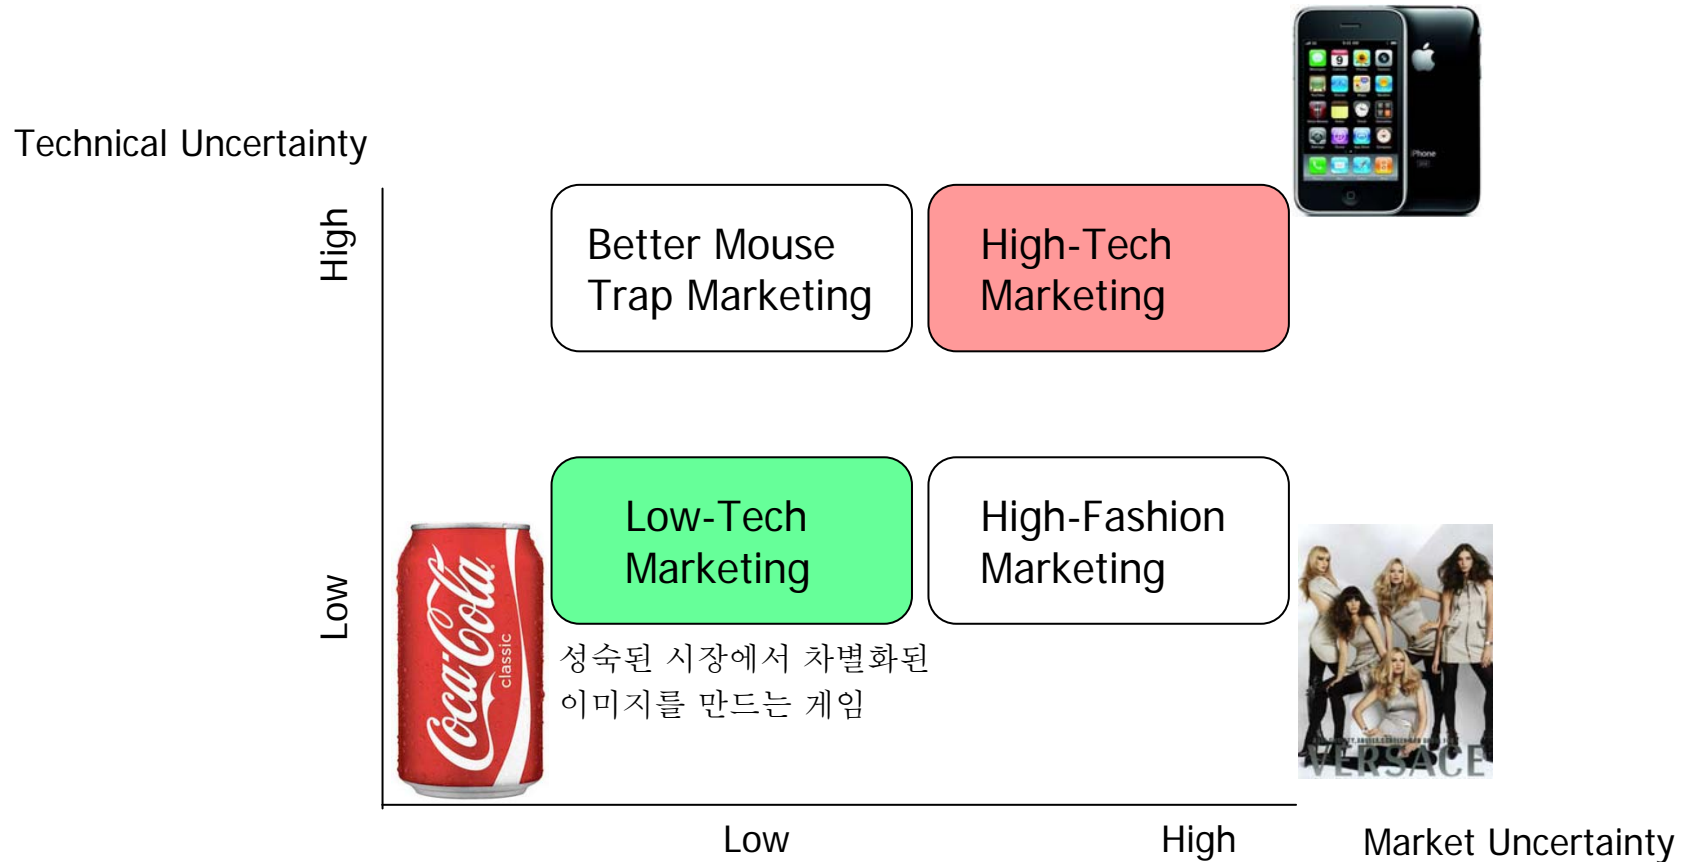 Technical Uncertainty
High
Better Mouse
Trap Marketing
High-Tech
Marketing
iPhone
Low
Coca-Cola
classic
Low-Tech
Marketing
High-Fashion
Marketing
성숙된 시장에서 차별화된
이미지를 만드는 게임
VERSACE
Low
High
Market Uncertainty